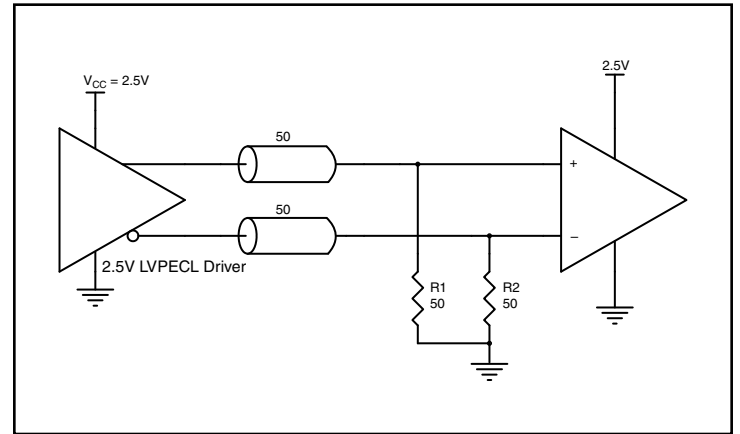 2.5V
V_CC = 2.5V
50
+
50
−
2.5V LVPECL Driver
R1
50
R2
50